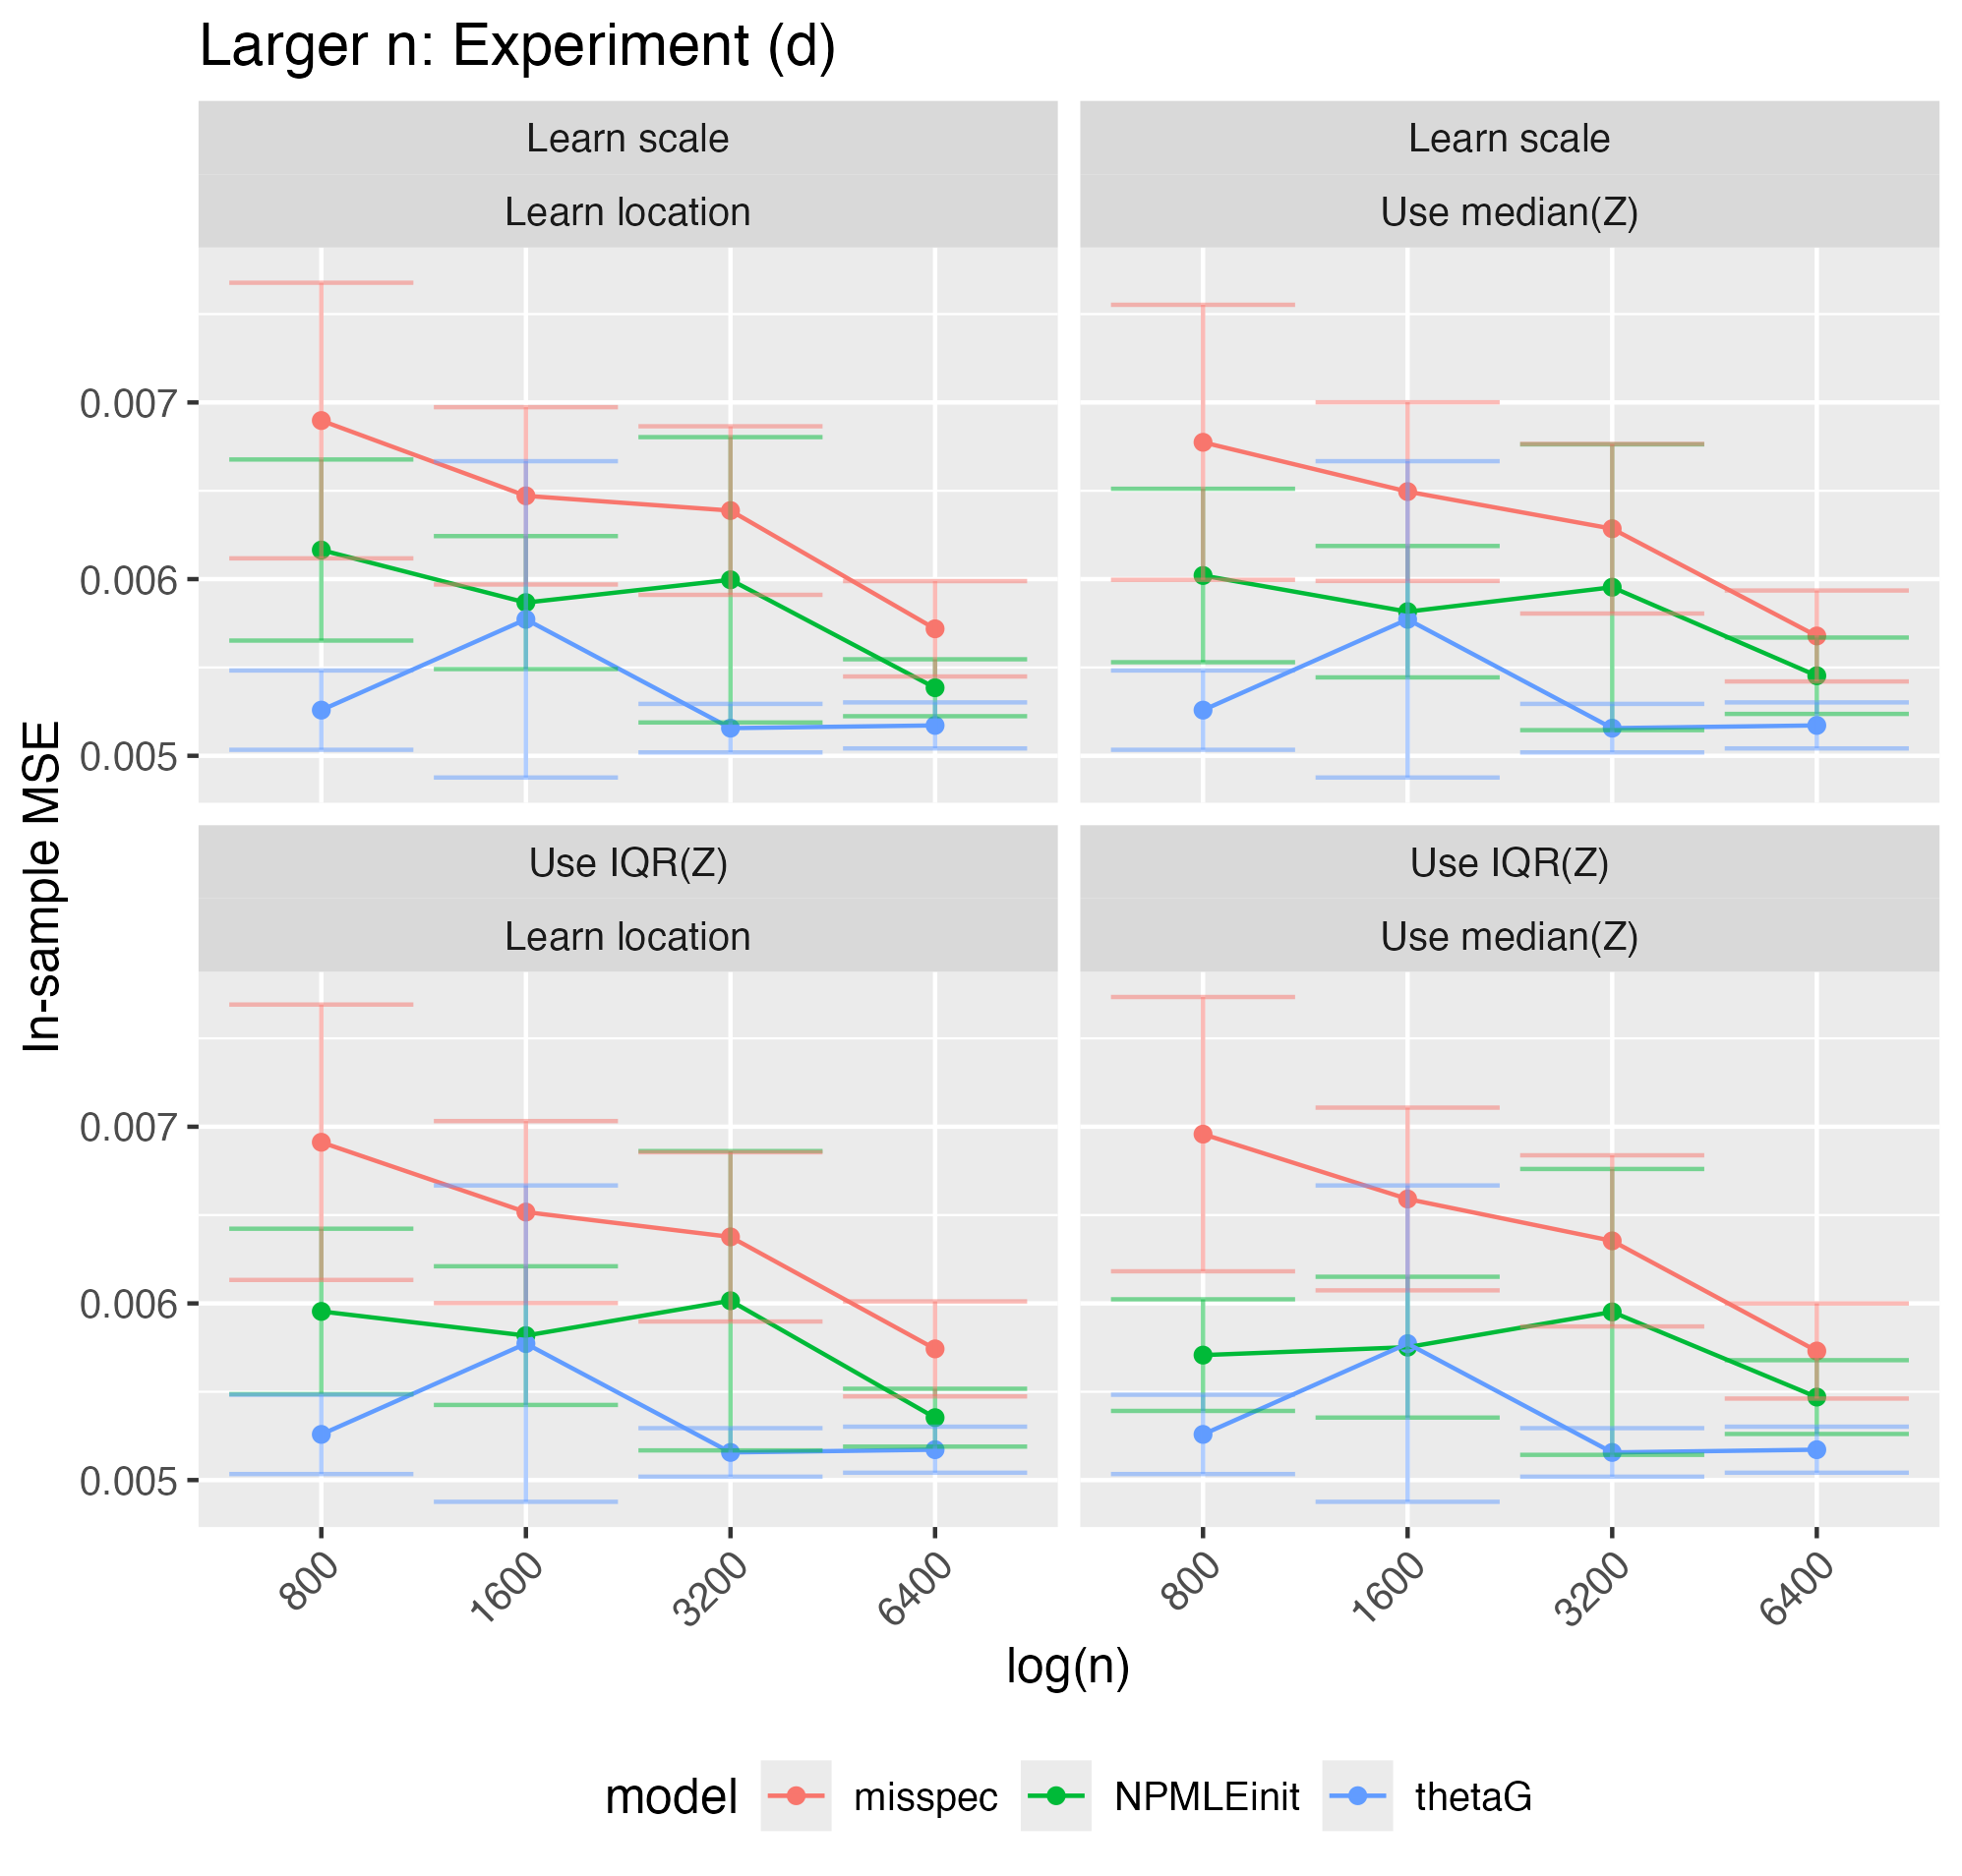 Larger n: Experiment (d)
Learn scale
Learn location
Learn scale
Use median(Z)
0.007
0.006
0.005
Use IQR(Z)
Learn location
Use IQR(Z)
Use median(Z)
0.007
0.006
0.005
In-sample MSE
800
1600
3200
6400
800
1600
3200
6400
log(n)
model misspec NPMLEinit thetaG